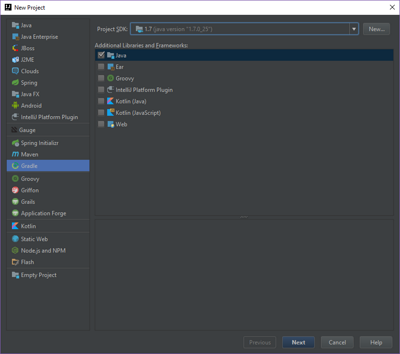 New Project
Java
Java Enterprise
JBoss
J2ME
Clouds
Spring
Java FX
Android
IntelliJ Platform Plugin
Gauge
Spring Initializr
Maven
Gradle
Groovy
Griffon
Grails
Application Forge
Kotlin
Static Web
Node.js and NPM
Flash
Empty Project
Project SDK: 1.7 (java version "1.7.0_25") New...
Additional Libraries and Frameworks:
Java
Ear
Groovy
IntelliJ Platform Plugin
Kotlin (Java)
Kotlin (JavaScript)
Web
Previous Next Cancel Help